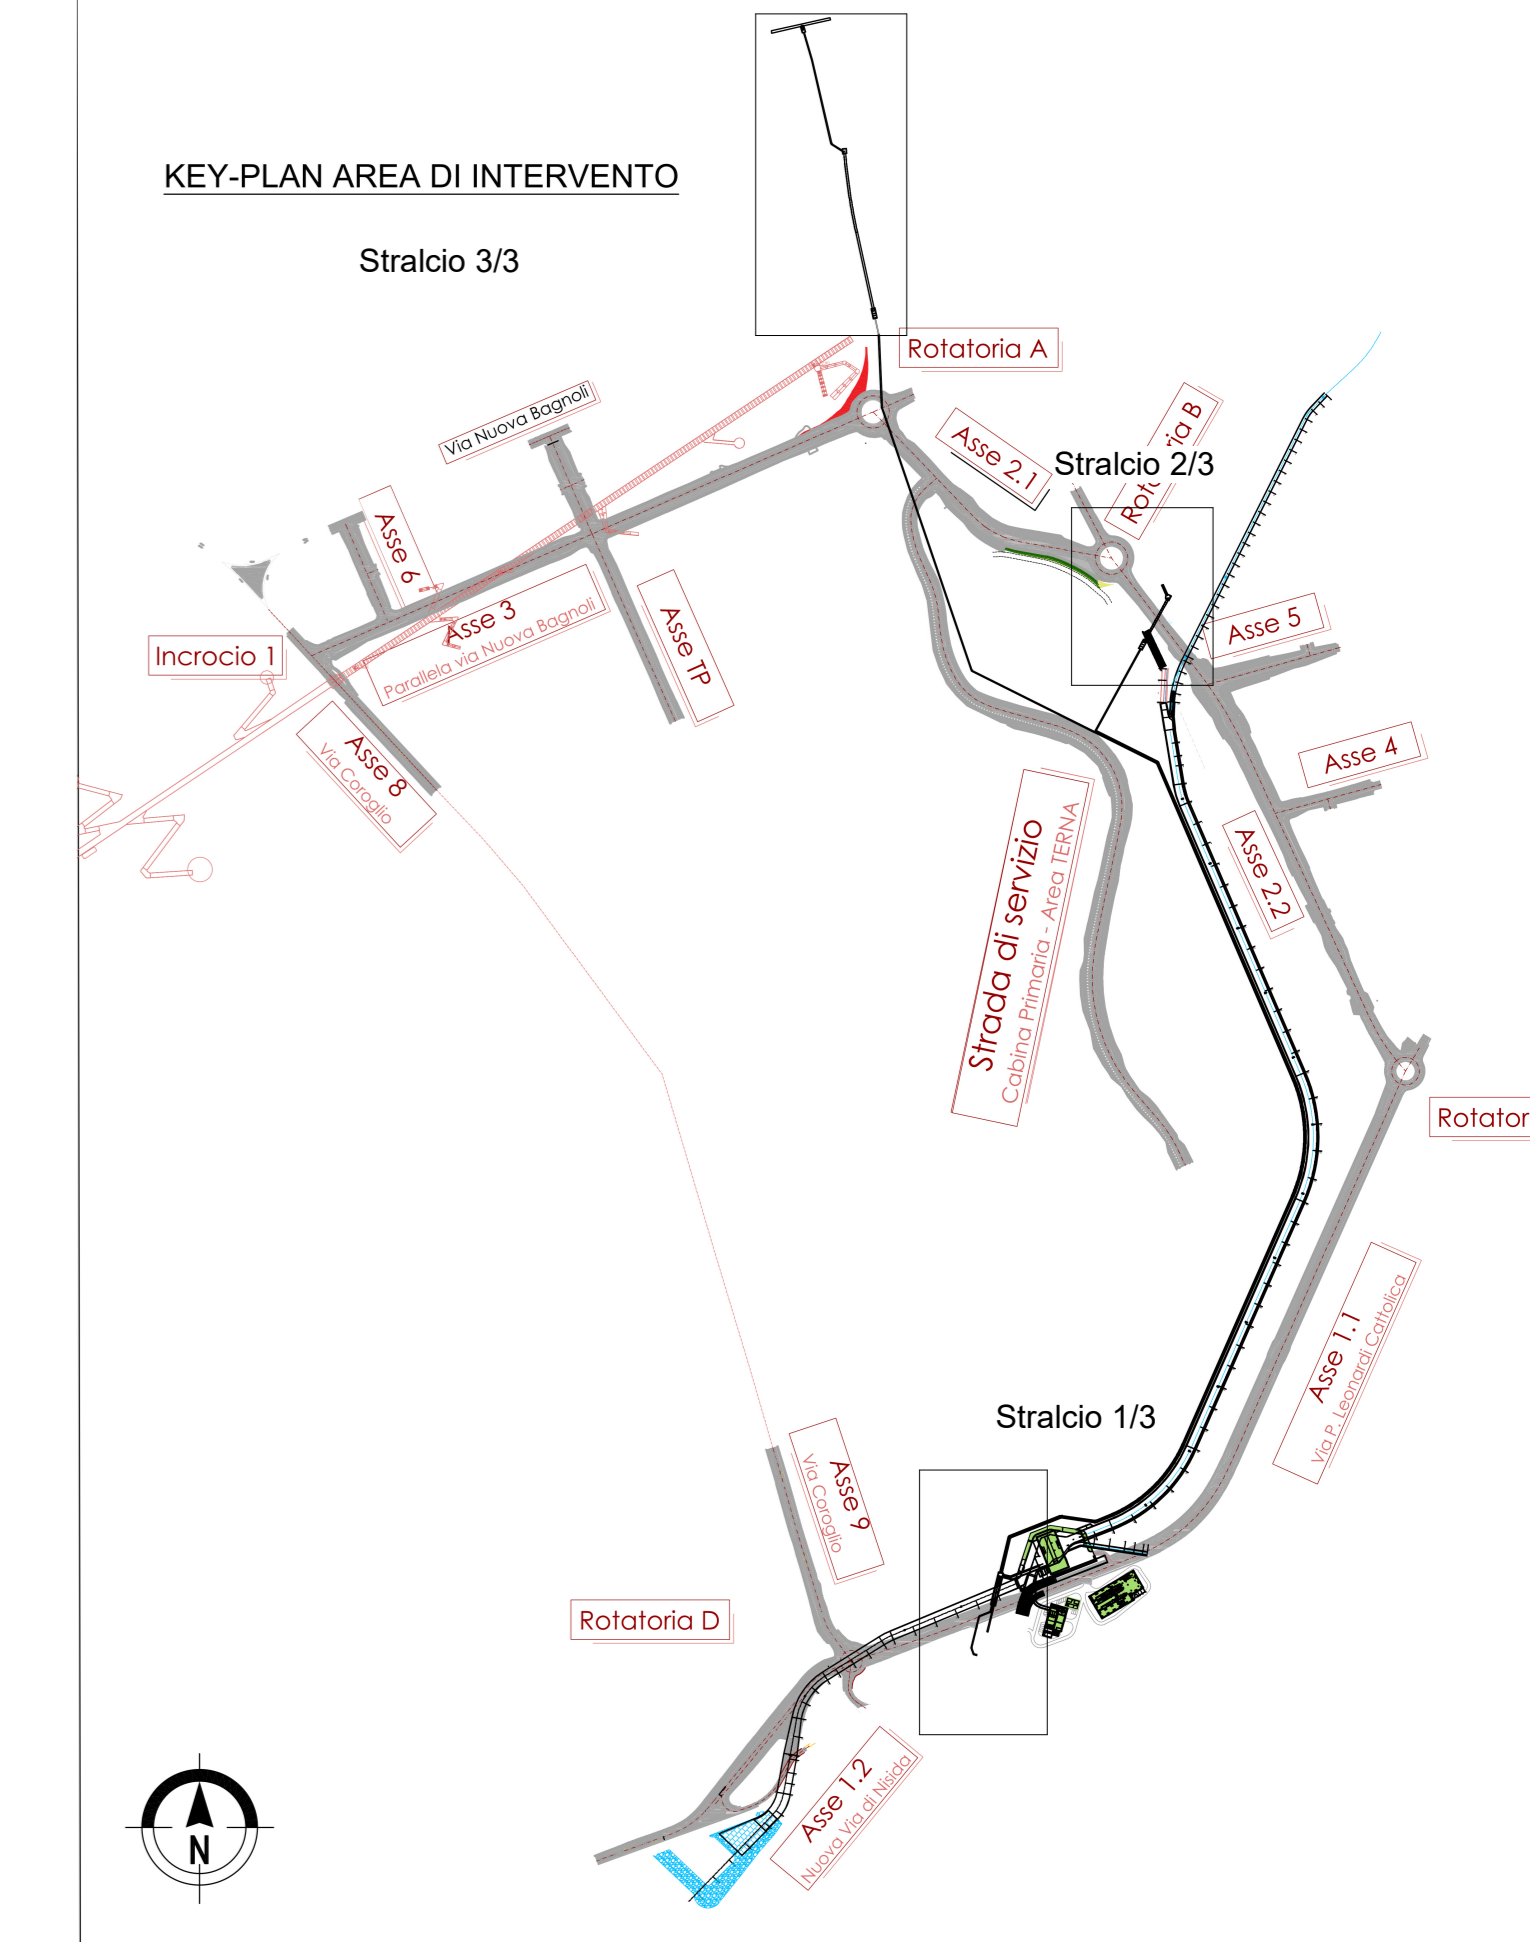 KEY-PLAN AREA DI INTERVENTO
Stralcio 3/3
Rotatoria A
Via Nuova Bagnoli
Asse 2.1
Stralcio 2/3
Asse 6
Asse 3
Parallela via Nuova Bagnoli
Asse TP
Asse 5
Incrocio 1
Asse 8
Via Coroglio
Asse 4
Asse 2.2
Strada di servizio
Cabina Primaria - Area TERNA
Rotator
Asse 1.1
Via P. Leonardi Cattolica
Stralcio 1/3
Asse 9
Via Coroglio
Rotatoria D
Asse 1.2
Nuova Via di Nisida
N